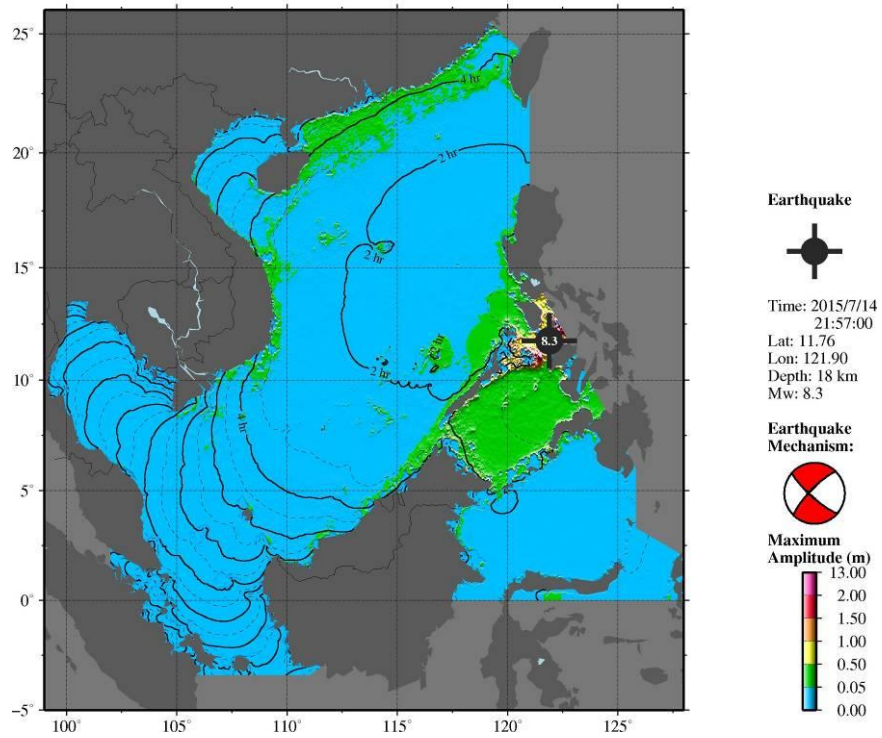 25°
20°
15°
10°
5°
0°
−5°
100°
105°
110°
115°
120°
125°
4 hr
2 hr
2 hr
2 hr
2 hr
4 hr
8.3
Earthquake
Time: 2015/7/14
21:57:00
Lat: 11.76
Lon: 121.90
Depth: 18 km
Mw: 8.3
Earthquake
Mechanism:
Maximum
Amplitude (m)
13.00
2.00
1.50
1.00
0.50
0.05
0.00